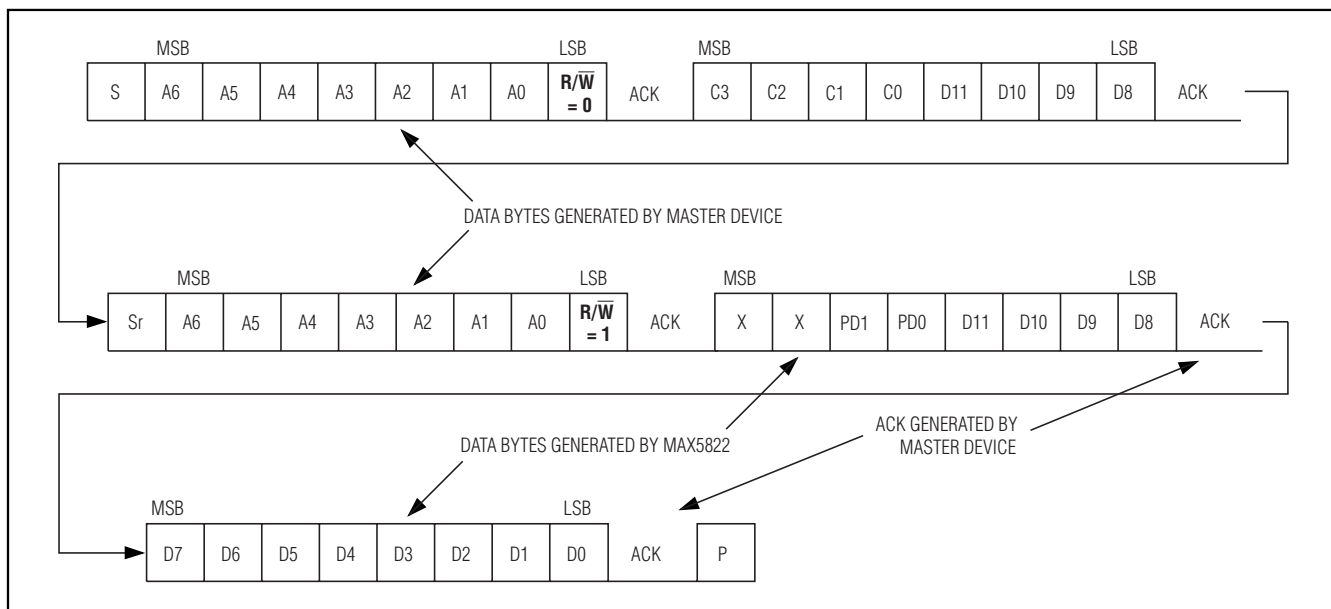 MSB LSB MSB LSB
S A6 A5 A4 A3 A2 A1 A0 R/W̅ = 0 ACK C3 C2 C1 C0 D11 D10 D9 D8 ACK
DATA BYTES GENERATED BY MASTER DEVICE
MSB LSB MSB LSB
Sr A6 A5 A4 A3 A2 A1 A0 R/W̅ = 1 ACK X X PD1 PD0 D11 D10 D9 D8 ACK
DATA BYTES GENERATED BY MAX5822
ACK GENERATED BY
MASTER DEVICE
MSB LSB
D7 D6 D5 D4 D3 D2 D1 D0 ACK P